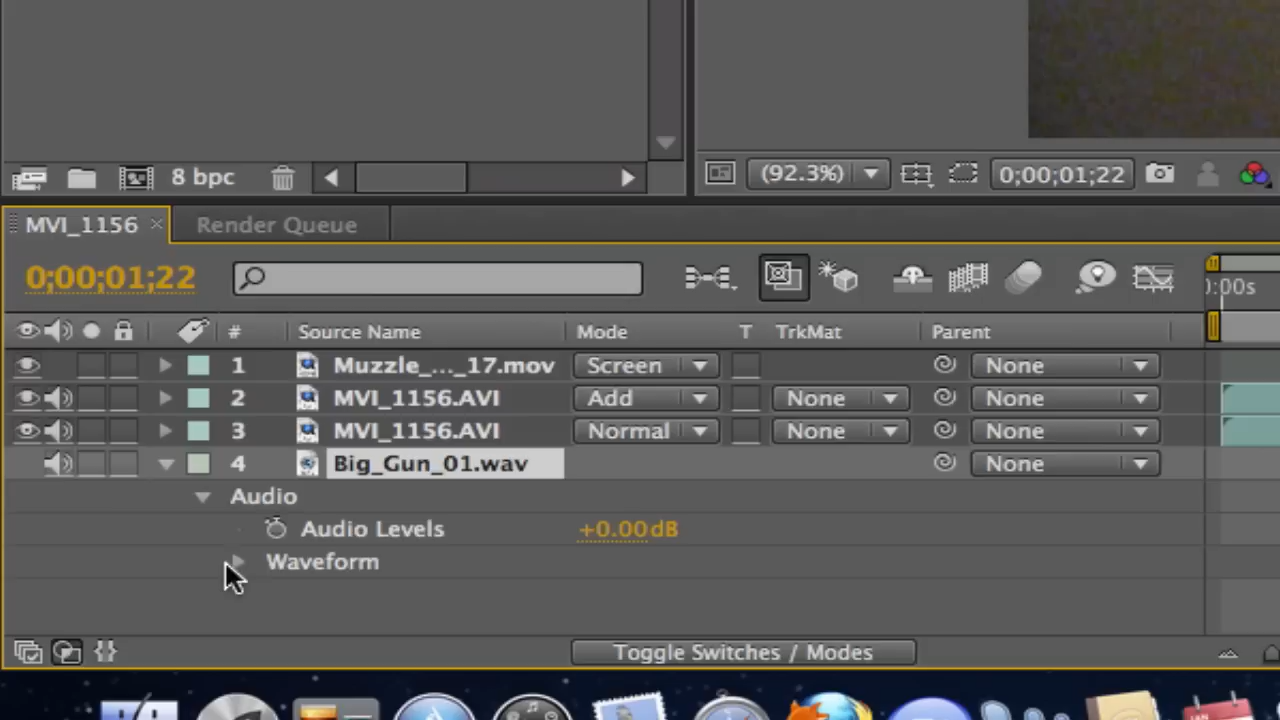 8 bpc (92.3%) 0;00;01;22
MVI_1156 × Render Queue
0;00;01;22 ):00s
# Source Name Mode T TrkMat Parent
1 Muzzle_..._17.mov Screen None
2 MVI_1156.AVI Add None None
3 MVI_1156.AVI Normal None None
4 Big_Gun_01.wav None
Audio
Audio Levels +0.00dB
Waveform
Toggle Switches / Modes